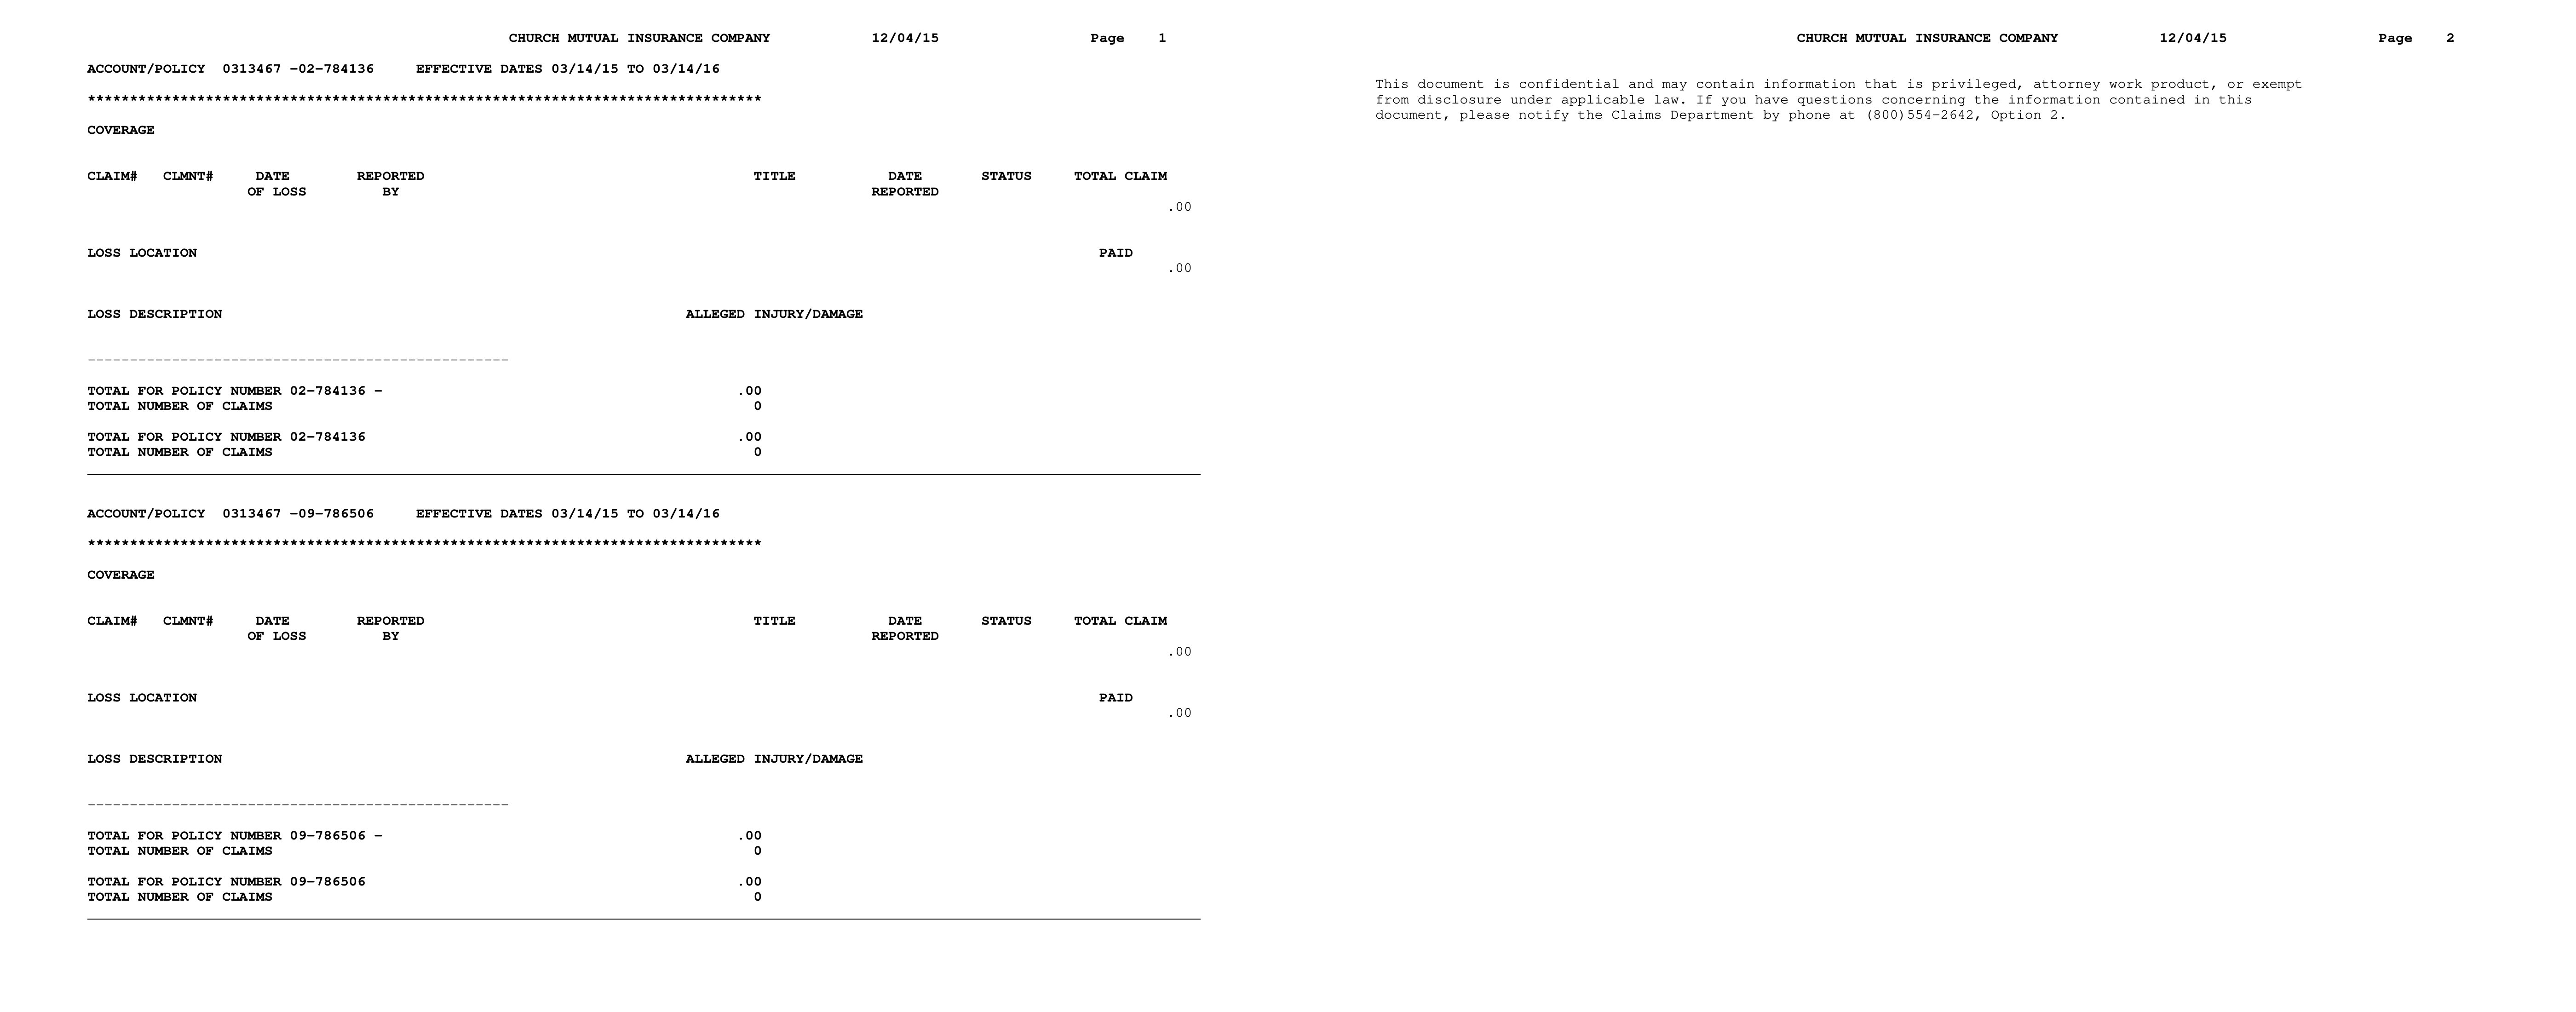 CHURCH MUTUAL INSURANCE COMPANY 12/04/15 Page 1
ACCOUNT/POLICY 0313467 -02-784136 EFFECTIVE DATES 03/14/15 TO 03/14/16
********************************************************************************
COVERAGE
CLAIM# CLMNT# DATE REPORTED TITLE DATE STATUS TOTAL CLAIM
OF LOSS BY REPORTED
.00
LOSS LOCATION PAID
.00
LOSS DESCRIPTION ALLEGED INJURY/DAMAGE
--------------------------------------------------
TOTAL FOR POLICY NUMBER 02-784136 - .00
TOTAL NUMBER OF CLAIMS 0
TOTAL FOR POLICY NUMBER 02-784136 .00
TOTAL NUMBER OF CLAIMS 0
ACCOUNT/POLICY 0313467 -09-786506 EFFECTIVE DATES 03/14/15 TO 03/14/16
********************************************************************************
COVERAGE
CLAIM# CLMNT# DATE REPORTED TITLE DATE STATUS TOTAL CLAIM
OF LOSS BY REPORTED
.00
LOSS LOCATION PAID
.00
LOSS DESCRIPTION ALLEGED INJURY/DAMAGE
--------------------------------------------------
TOTAL FOR POLICY NUMBER 09-786506 - .00
TOTAL NUMBER OF CLAIMS 0
TOTAL FOR POLICY NUMBER 09-786506 .00
TOTAL NUMBER OF CLAIMS 0
CHURCH MUTUAL INSURANCE COMPANY 12/04/15 Page 2
This document is confidential and may contain information that is privileged, attorney work product, or exempt
from disclosure under applicable law. If you have questions concerning the information contained in this
document, please notify the Claims Department by phone at (800)554-2642, Option 2.